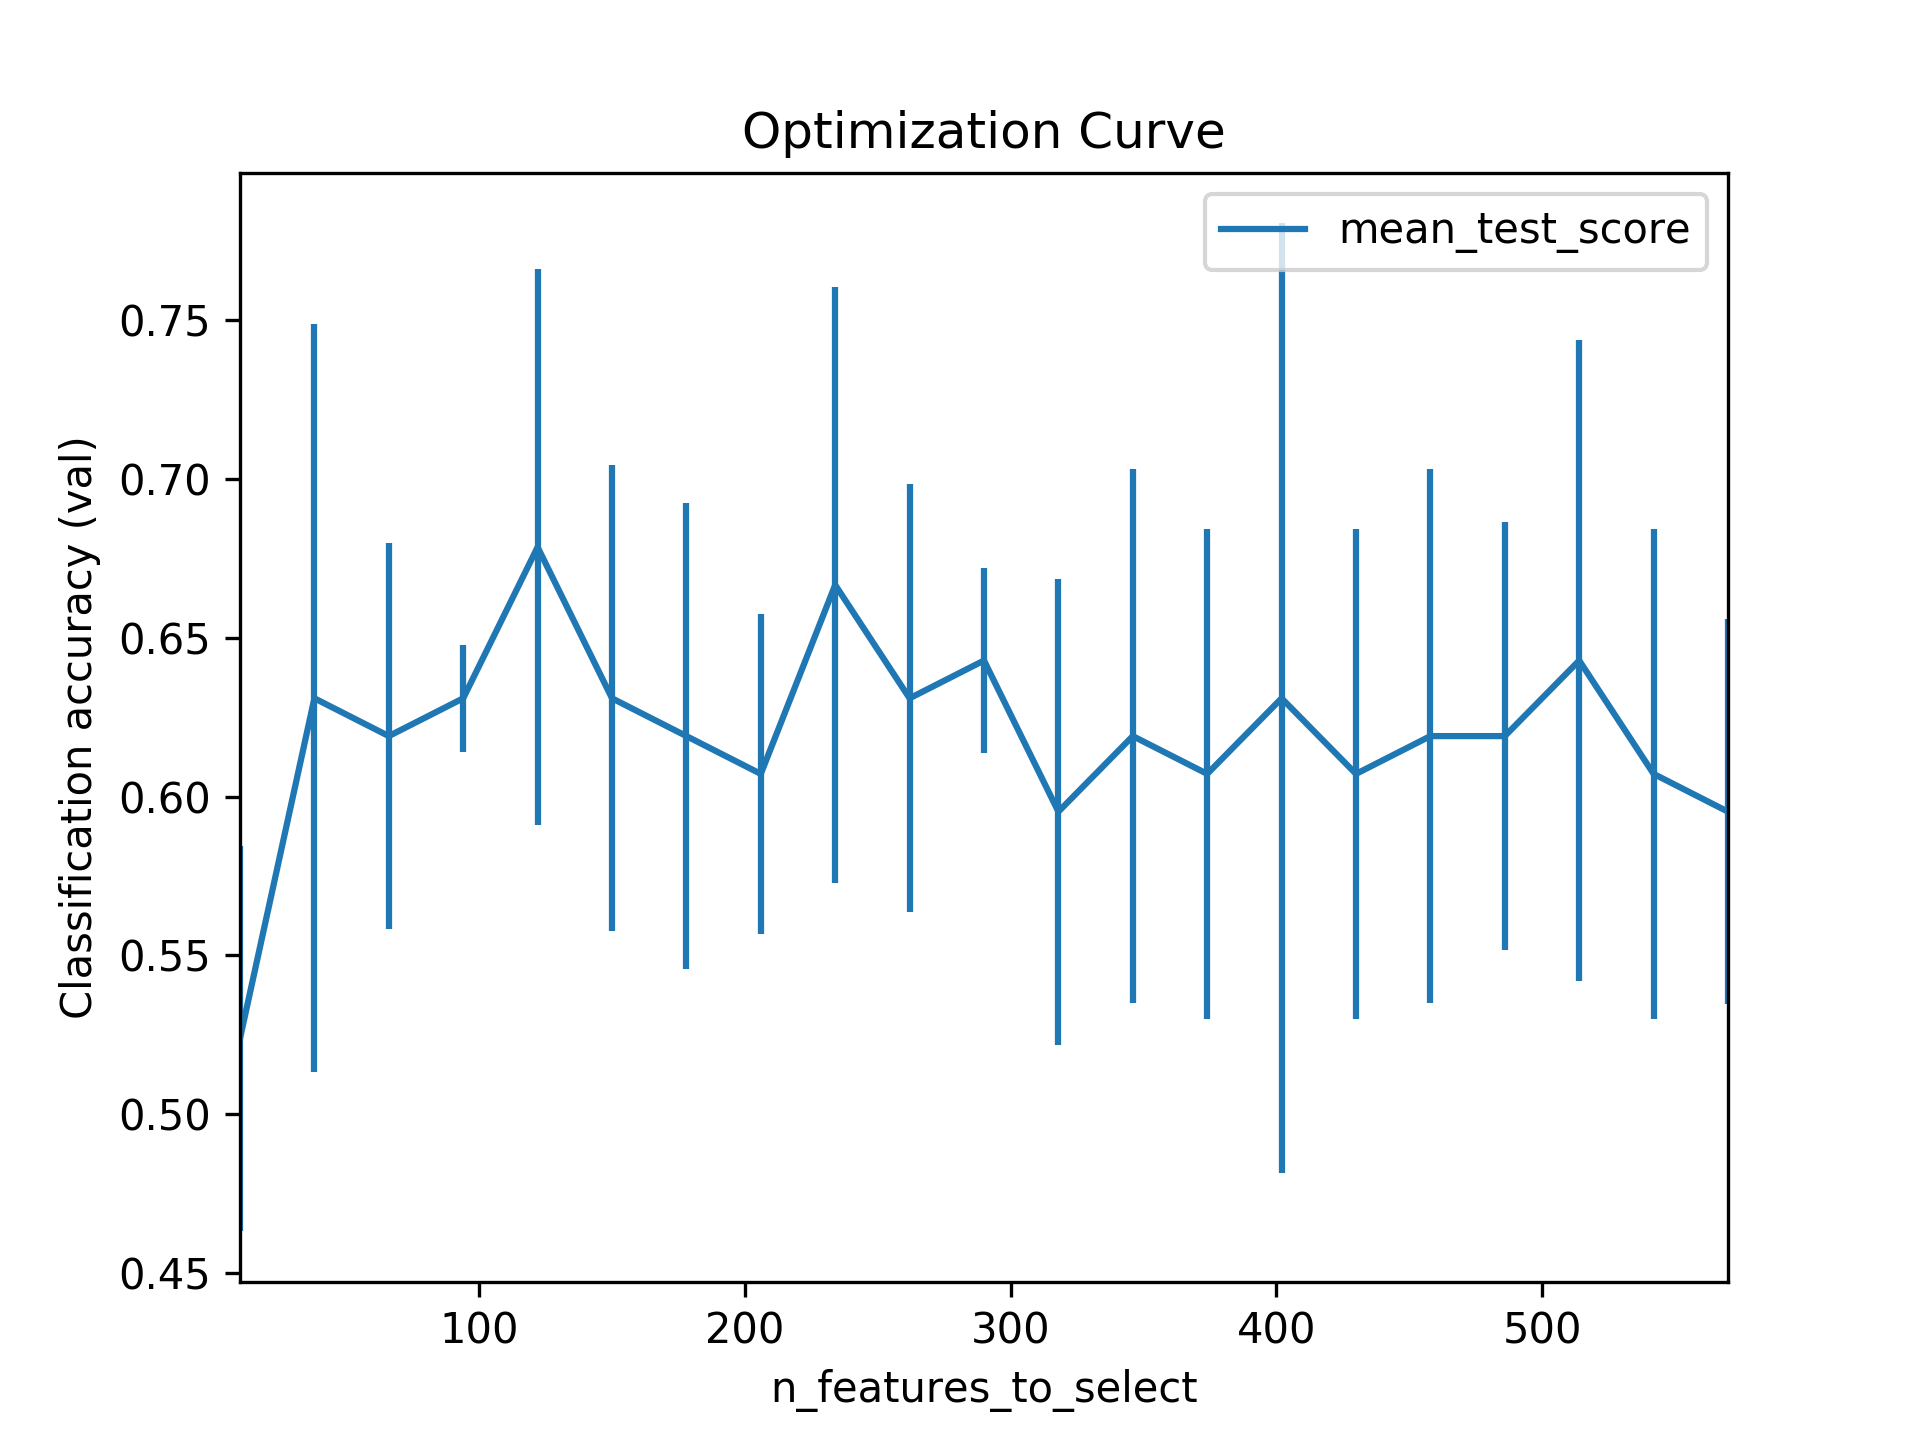 Optimization Curve
mean_test_score
Classification accuracy (val)
0.75
0.70
0.65
0.60
0.55
0.50
0.45
100 200 300 400 500
n_features_to_select